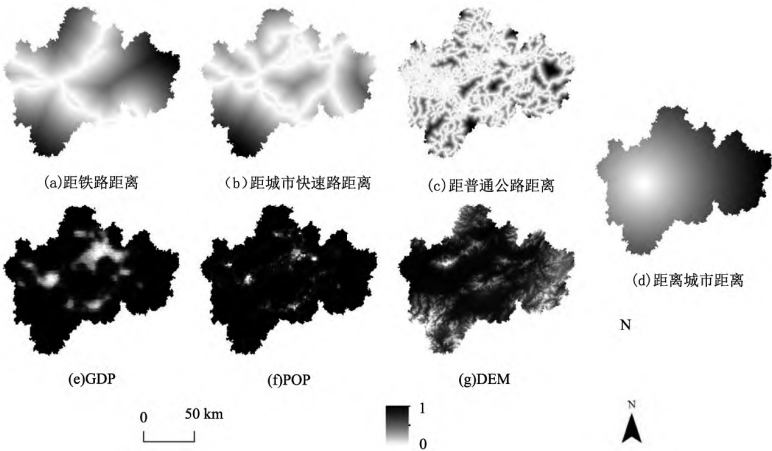 (a)距铁路距离
(b)距城市快速路距离
(c)距普通公路距离
(d)距离城市距离
(e)GDP
(f)POP
(g)DEM
N
0 50 km
1
0
N